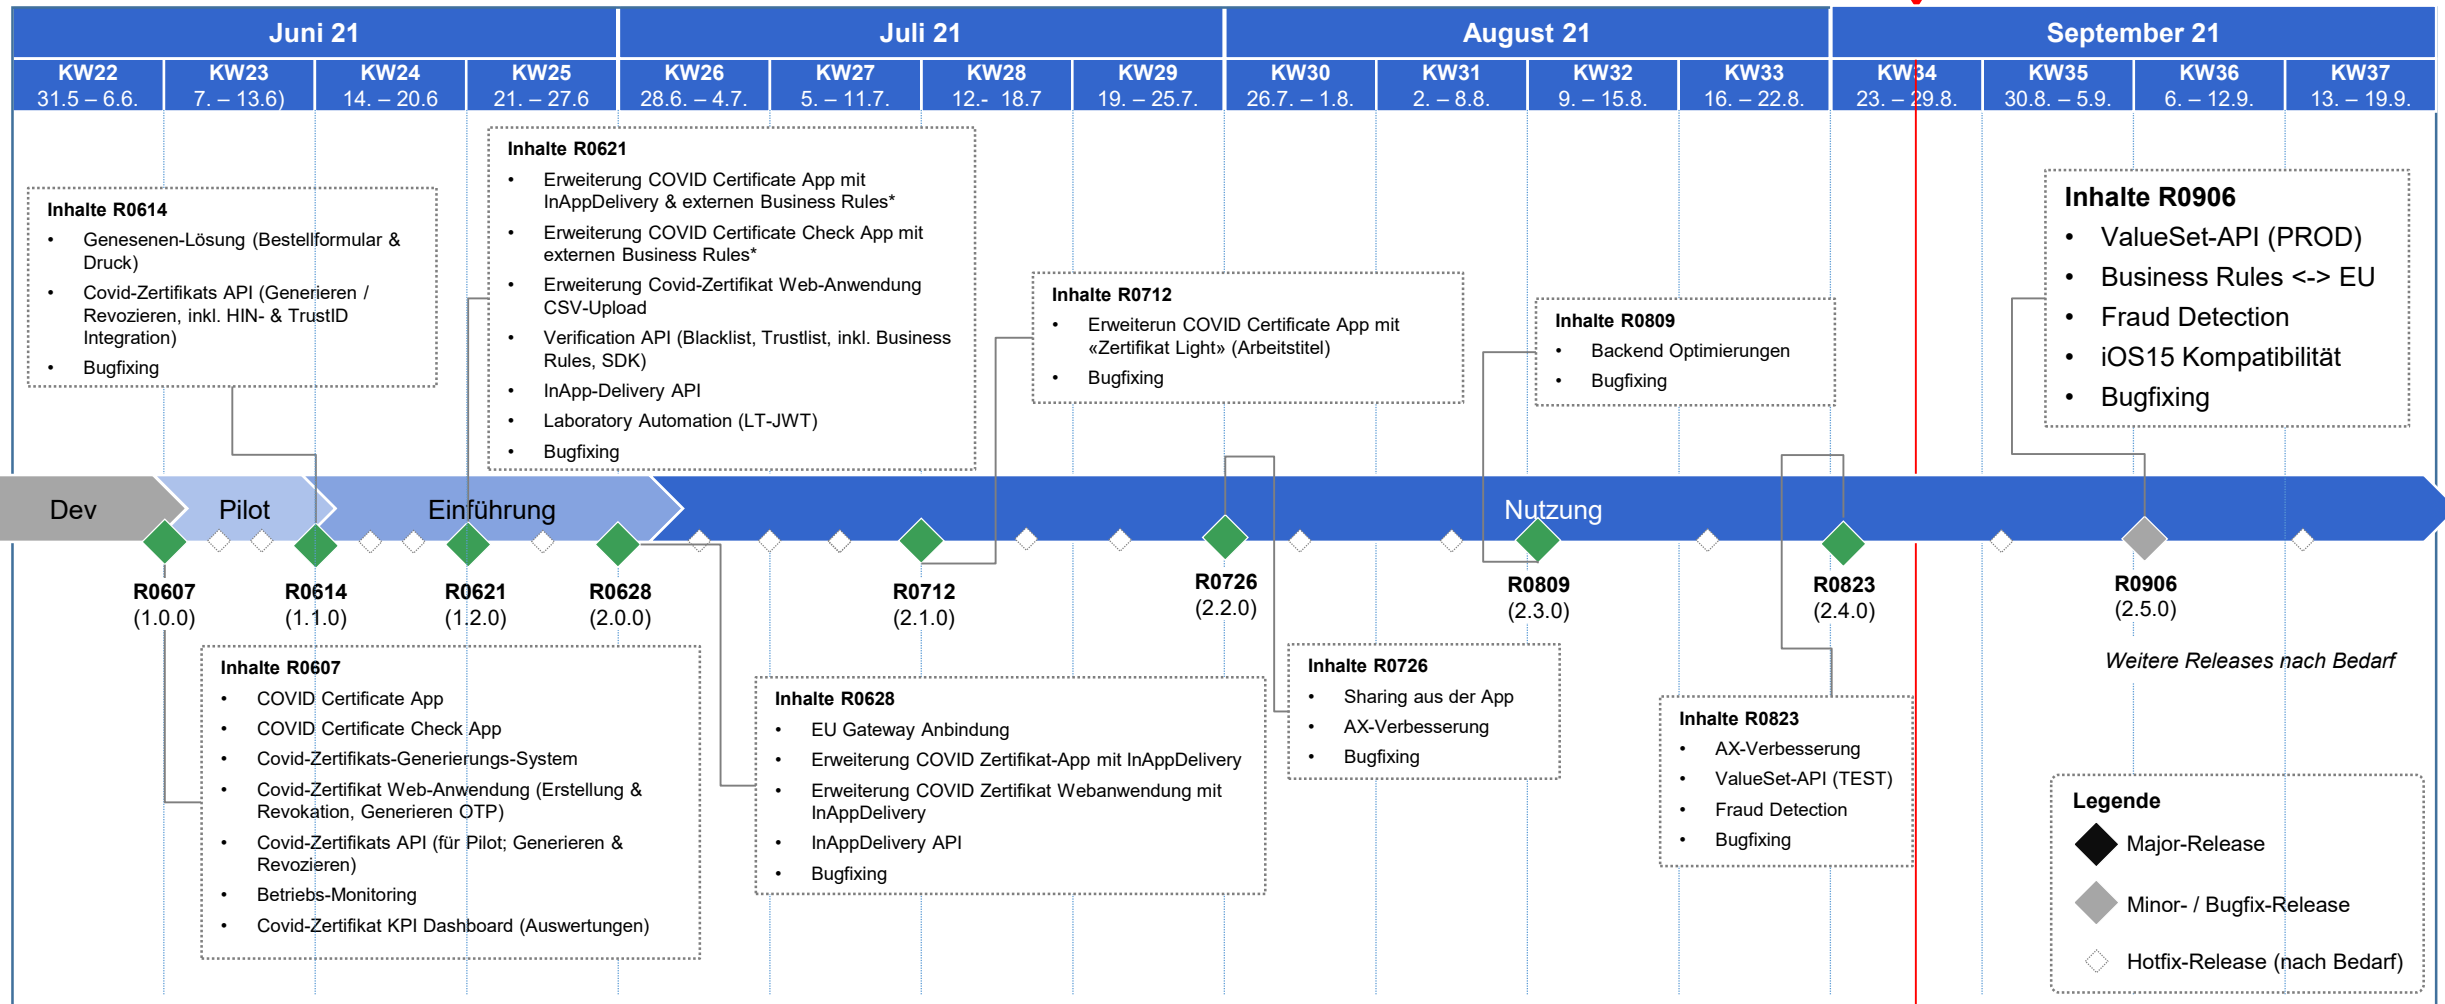 Juni 21
Juli 21
August 21
September 21
KW22
31.5 – 6.6.
KW23
7. – 13.6)
KW24
14. – 20.6
KW25
21. – 27.6
KW26
28.6. – 4.7.
KW27
5. – 11.7.
KW28
12.- 18.7
KW29
19. – 25.7.
KW30
26.7. – 1.8.
KW31
2. – 8.8.
KW32
9. – 15.8.
KW33
16. – 22.8.
KW34
23. – 29.8.
KW35
30.8. – 5.9.
KW36
6. – 12.9.
KW37
13. – 19.9.
Inhalte R0614
• Genesenen-Lösung (Bestellformular &
Druck)
• Covid-Zertifikats API (Generieren /
Revozieren, inkl. HIN- & TrustID
Integration)
• Bugfixing
Inhalte R0621
• Erweiterung COVID Certificate App mit
InAppDelivery & externen Business Rules*
• Erweiterung COVID Certificate Check App mit
externen Business Rules*
• Erweiterung Covid-Zertifikat Web-Anwendung
CSV-Upload
• Verification API (Blacklist, Trustlist, inkl. Business
Rules, SDK)
• InApp-Delivery API
• Laboratory Automation (LT-JWT)
• Bugfixing
Inhalte R0712
• Erweiterun COVID Certificate App mit
«Zertifikat Light» (Arbeitstitel)
• Bugfixing
Inhalte R0809
• Backend Optimierungen
• Bugfixing
Inhalte R0906
• ValueSet-API (PROD)
• Business Rules <-> EU
• Fraud Detection
• iOS15 Kompatibilität
• Bugfixing
Dev
Pilot
Einführung
Nutzung
R0607
(1.0.0)
R0614
(1.1.0)
R0621
(1.2.0)
R0628
(2.0.0)
R0712
(2.1.0)
R0726
(2.2.0)
R0809
(2.3.0)
R0823
(2.4.0)
R0906
(2.5.0)
Weitere Releases nach Bedarf
Inhalte R0607
• COVID Certificate App
• COVID Certificate Check App
• Covid-Zertifikats-Generierungs-System
• Covid-Zertifikat Web-Anwendung (Erstellung &
Revokation, Generieren OTP)
• Covid-Zertifikats API (für Pilot; Generieren &
Revozieren)
• Betriebs-Monitoring
• Covid-Zertifikat KPI Dashboard (Auswertungen)
Inhalte R0628
• EU Gateway Anbindung
• Erweiterung COVID Zertifikat-App mit InAppDelivery
• Erweiterung COVID Zertifikat Webanwendung mit
InAppDelivery
• InAppDelivery API
• Bugfixing
Inhalte R0726
• Sharing aus der App
• AX-Verbesserung
• Bugfixing
Inhalte R0823
• AX-Verbesserung
• ValueSet-API (TEST)
• Fraud Detection
• Bugfixing
Legende
Major-Release
Minor- / Bugfix-Release
Hotfix-Release (nach Bedarf)